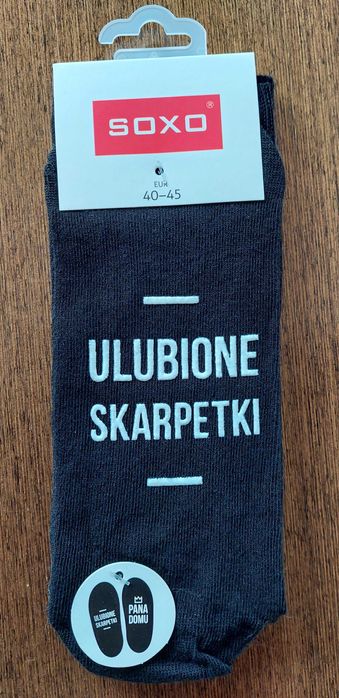 SOXO®
EUR
40–45
ULUBIONE
SKARPETKI
ULUBIONE
SKARPETKI
PANA
DOMU